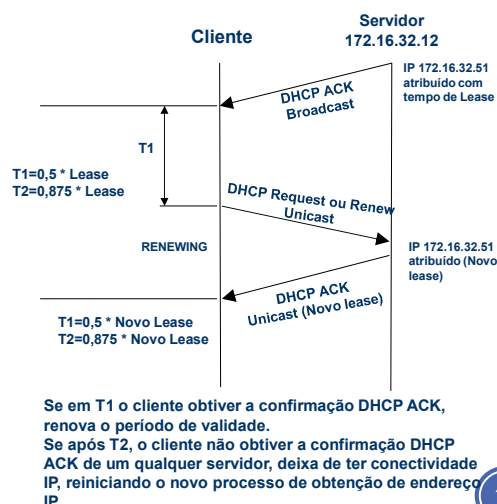 Cliente
Servidor
172.16.32.12
IP 172.16.32.51
atribuído com
tempo de Lease
DHCP ACK
Broadcast
T1
T1=0,5 * Lease
T2=0,875 * Lease
DHCP Request ou Renew
Unicast
RENEWING
IP 172.16.32.51
atribuído (Novo
lease)
DHCP ACK
Unicast (Novo lease)
T1=0,5 * Novo Lease
T2=0,875 * Novo Lease
Se em T1 o cliente obtiver a confirmação DHCP ACK,
renova o período de validade.
Se após T2, o cliente não obtiver a confirmação DHCP
ACK de um qualquer servidor, deixa de ter conectividade
IP, reiniciando o novo processo de obtenção de endereço
IP